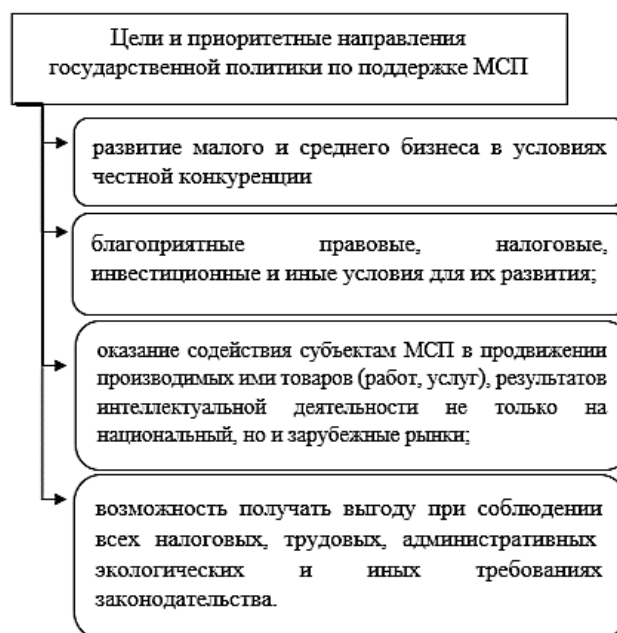 Цели и приоритетные направления
государственной политики по поддержке МСП
развитие малого и среднего бизнеса в условиях
честной конкуренции
благоприятные правовые, налоговые,
инвестиционные и иные условия для их развития;
оказание содействия субъектам МСП в продвижении
производимых ими товаров (работ, услуг), результатов
интеллектуальной деятельности не только на
национальный, но и зарубежные рынки;
возможность получать выгоду при соблюдении
всех налоговых, трудовых, административных
экологических и иных требованиях
законодательства.